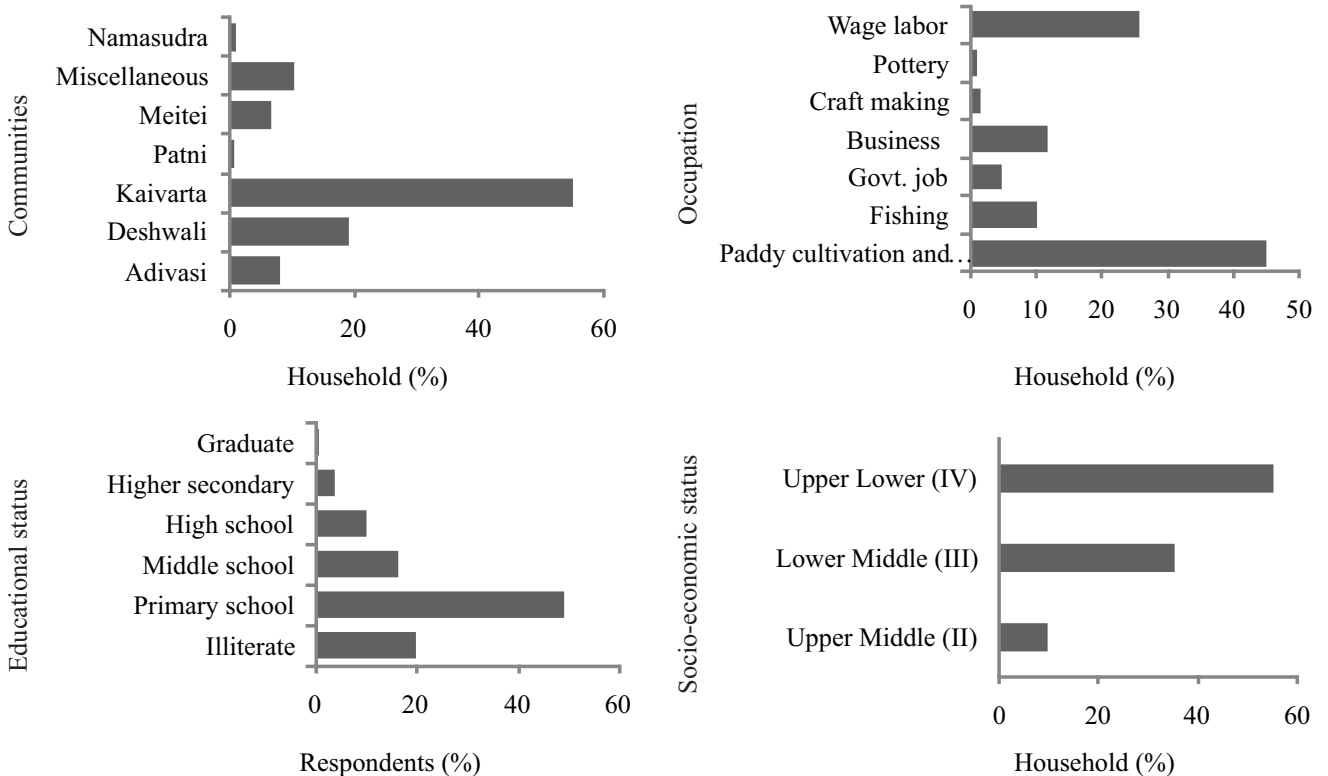 Communities
Namasudra
Miscellaneous
Meitei
Patni
Kaivarta
Deshwali
Adivasi
0 20 40 60
Household (%)
Occupation
Wage labor
Pottery
Craft making
Business
Govt. job
Fishing
Paddy cultivation and...
0 10 20 30 40 50
Household (%)
Educational status
Graduate
Higher secondary
High school
Middle school
Primary school
Illiterate
0 20 40 60
Respondents (%)
Socio-economic status
Upper Lower (IV)
Lower Middle (III)
Upper Middle (II)
0 20 40 60
Household (%)